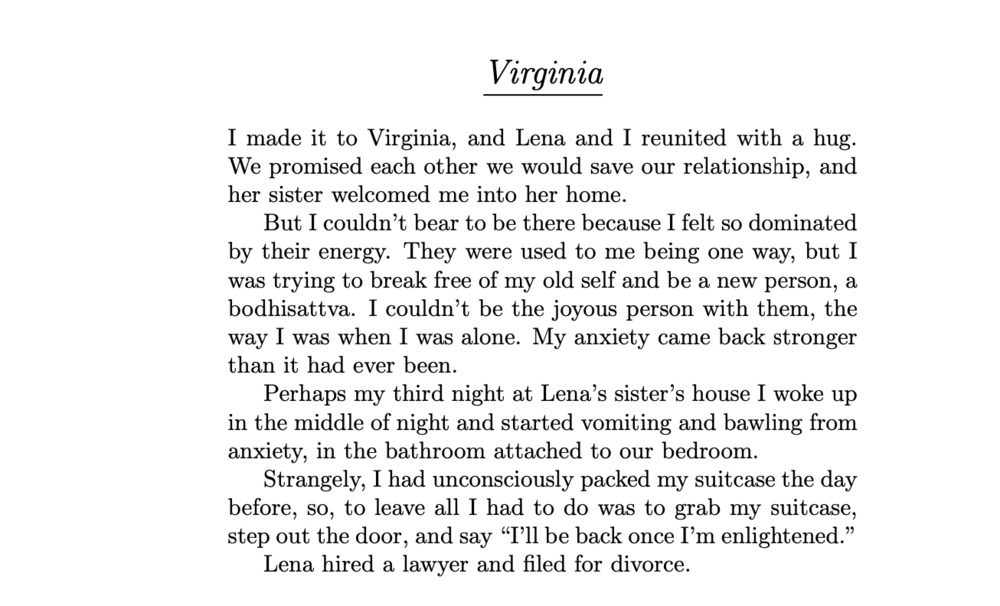 Virginia
I made it to Virginia, and Lena and I reunited with a hug.
We promised each other we would save our relationship, and
her sister welcomed me into her home.
But I couldn’t bear to be there because I felt so dominated
by their energy. They were used to me being one way, but I
was trying to break free of my old self and be a new person, a
bodhisattva. I couldn’t be the joyous person with them, the
way I was when I was alone. My anxiety came back stronger
than it had ever been.
Perhaps my third night at Lena’s sister’s house I woke up
in the middle of night and started vomiting and bawling from
anxiety, in the bathroom attached to our bedroom.
Strangely, I had unconsciously packed my suitcase the day
before, so, to leave all I had to do was to grab my suitcase,
step out the door, and say “I’ll be back once I’m enlightened.”
Lena hired a lawyer and filed for divorce.